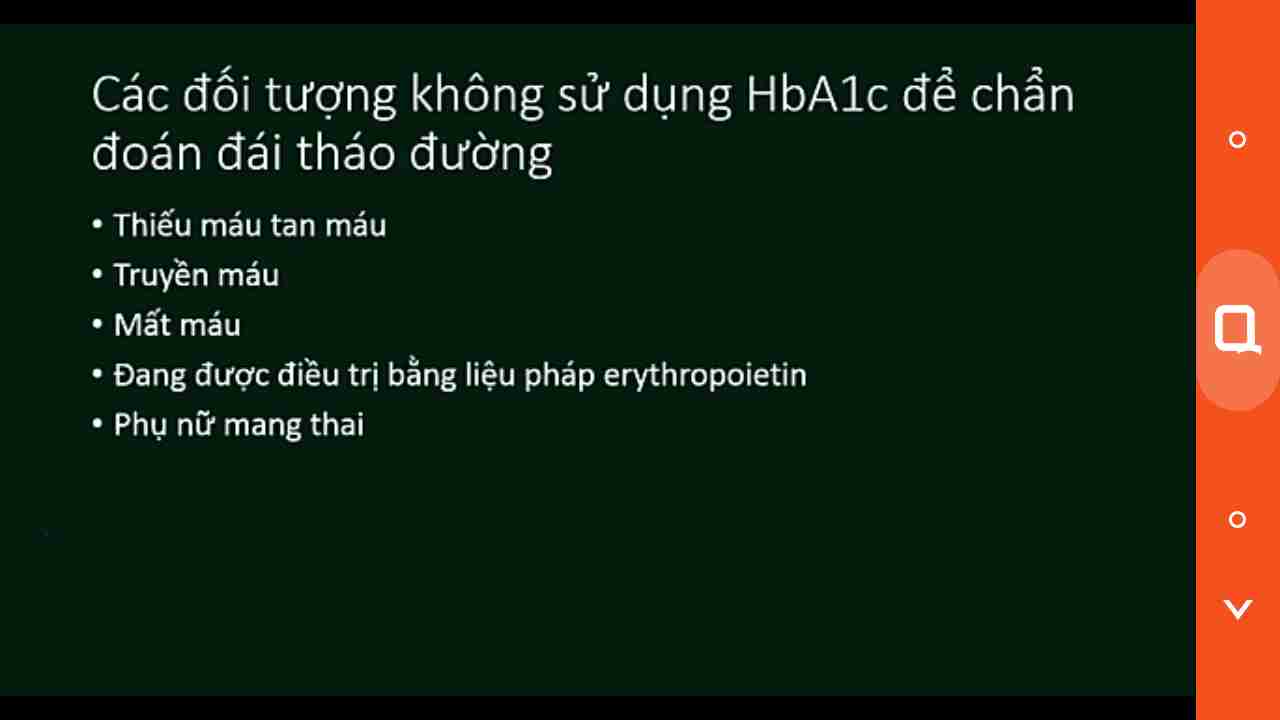 Các đối tượng không sử dụng HbA1c để chẩn
đoán đái tháo đường
• Thiếu máu tan máu
• Truyền máu
• Mất máu
• Đang được điều trị bằng liệu pháp erythropoietin
• Phụ nữ mang thai